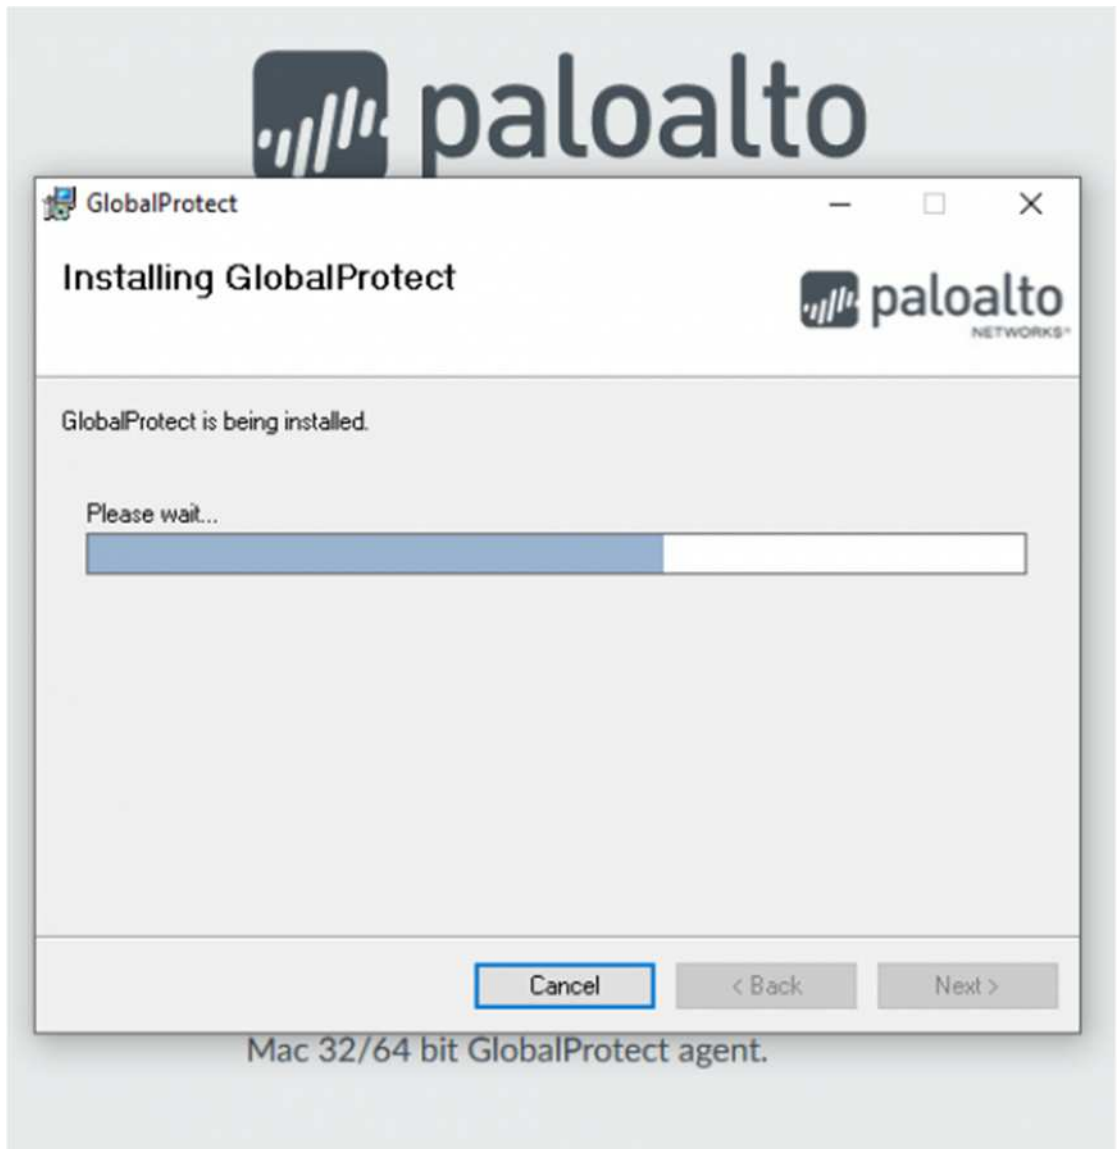 paloalto
GlobalProtect
Installing GlobalProtect
paloalto
NETWORKS
GlobalProtect is being installed.
Please wait...
Cancel
< Back
Next >
Mac 32/64 bit GlobalProtect agent.